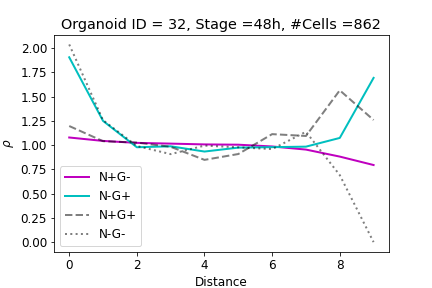 Organoid ID = 32, Stage =48h, #Cells =862
ρ
2.00
1.75
1.50
1.25
1.00
0.75
0.50
0.25
0.00
N+G-
N-G+
N+G+
N-G-
0 2 4 6 8
Distance